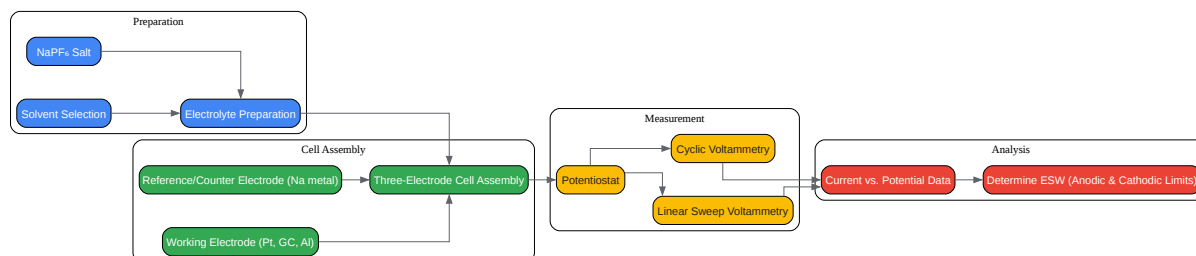 Preparation
NaPF₆ Salt
Solvent Selection
Electrolyte Preparation
Cell Assembly
Reference/Counter Electrode (Na metal)
Three-Electrode Cell Assembly
Working Electrode (Pt, GC, Al)
Measurement
Potentiostat
Cyclic Voltammetry
Linear Sweep Voltammetry
Analysis
Current vs. Potential Data
Determine ESW (Anodic & Cathodic Limits)